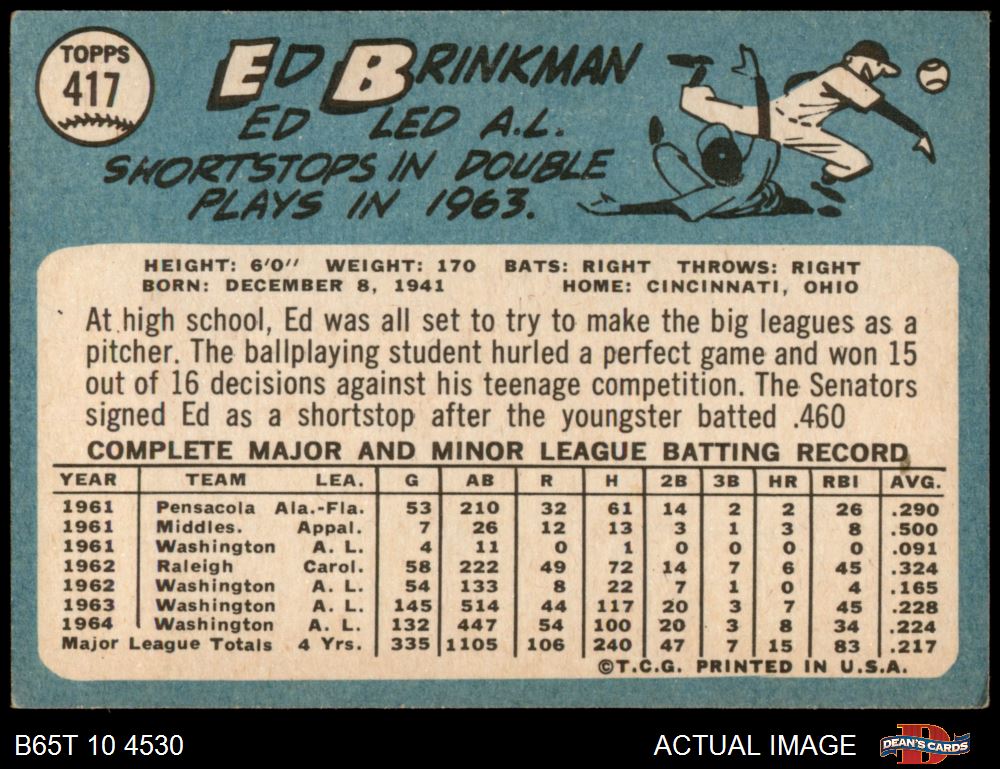 TOPPS
417
ED BRINKMAN
ED LED A.L.
SHORTSTOPS IN DOUBLE
PLAYS IN 1963.
HEIGHT: 6'0" WEIGHT: 170 BATS: RIGHT THROWS: RIGHT
BORN: DECEMBER 8, 1941 HOME: CINCINNATI, OHIO
At high school, Ed was all set to try to make the big leagues as a
pitcher. The ballplaying student hurled a perfect game and won 15
out of 16 decisions against his teenage competition. The Senators
signed Ed as a shortstop after the youngster batted .460
COMPLETE MAJOR AND MINOR LEAGUE BATTING RECORD
YEAR TEAM LEA. G AB R H 2B 3B HR RBI AVG.
1961 Pensacola Ala.-Fla. 53 210 32 61 14 2 2 26 .290
1961 Middles. Appal. 7 26 12 13 3 1 3 8 .500
1961 Washington A. L. 4 11 0 1 0 0 0 0 .091
1962 Raleigh Carol. 58 222 49 72 14 7 6 45 .324
1962 Washington A. L. 54 133 8 22 7 1 0 4 .165
1963 Washington A. L. 145 514 44 117 20 3 7 45 .228
1964 Washington A. L. 132 447 54 100 20 3 8 34 .224
Major League Totals 4 Yrs. 335 1105 106 240 47 7 15 83 .217
©T.C.G. PRINTED IN U.S.A.
B65T 10 4530 ACTUAL IMAGE D DEAN'S CARDS